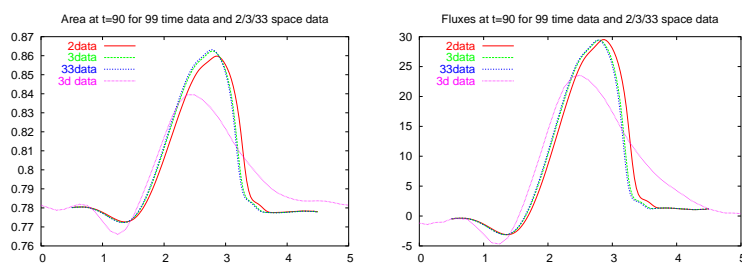 Area at t=90 for 99 time data and 2/3/33 space data
0.87
0.86
0.85
0.84
0.83
0.82
0.81
0.8
0.79
0.78
0.77
0.76
2data
3data
33data
3d data
0 1 2 3 4 5
Fluxes at t=90 for 99 time data and 2/3/33 space data
30
25
20
15
10
5
0
-5
2data
3data
33data
3d data
0 1 2 3 4 5